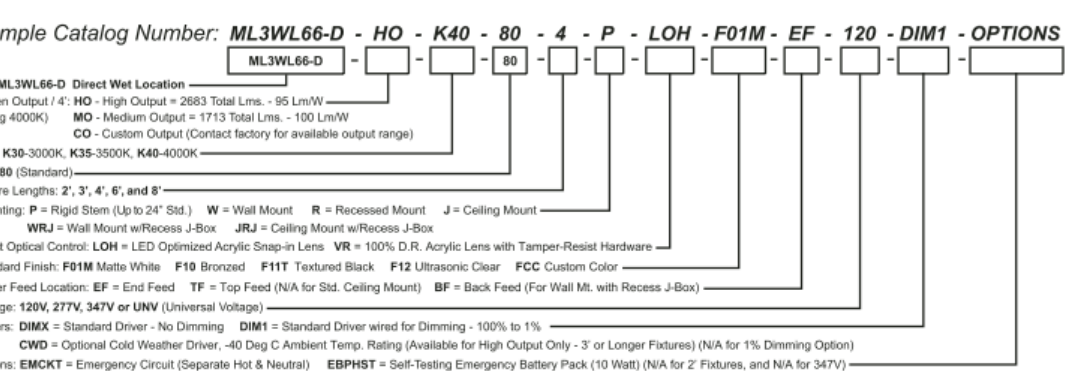 mple Catalog Number: ML3WL66-D - HO - K40 - 80 - 4 - P - LOH - F01M - EF - 120 - DIM1 - OPTIONS
ML3WL66-D - - - 80 - - - - - - - -
ML3WL66-D Direct Wet Location
en Output / 4': HO - High Output = 2683 Total Lms. - 95 Lm/W
g 4000K) MO - Medium Output = 1713 Total Lms. - 100 Lm/W
CO - Custom Output (Contact factory for available output range)
K30-3000K, K35-3500K, K40-4000K
80 (Standard)
re Lengths: 2', 3', 4', 6', and 8'
nting: P = Rigid Stem (Up to 24" Std.) W = Wall Mount R = Recessed Mount J = Ceiling Mount
WRJ = Wall Mount w/Recess J-Box JRJ = Ceiling Mount w/Recess J-Box
t Optical Control: LOH = LED Optimized Acrylic Snap-in Lens VR = 100% D.R. Acrylic Lens with Tamper-Resist Hardware
dard Finish: F01M Matte White F10 Bronzed F11T Textured Black F12 Ultrasonic Clear FCC Custom Color
er Feed Location: EF = End Feed TF = Top Feed (N/A for Std. Ceiling Mount) BF = Back Feed (For Wall Mt. with Recess J-Box)
ge: 120V, 277V, 347V or UNV (Universal Voltage)
rs: DIMX = Standard Driver - No Dimming DIM1 = Standard Driver wired for Dimming - 100% to 1%
CWD = Optional Cold Weather Driver, -40 Deg C Ambient Temp. Rating (Available for High Output Only - 3' or Longer Fixtures) (N/A for 1% Dimming Option)
ns: EMCKT = Emergency Circuit (Separate Hot & Neutral) EBPHST = Self-Testing Emergency Battery Pack (10 Watt) (N/A for 2' Fixtures, and N/A for 347V)